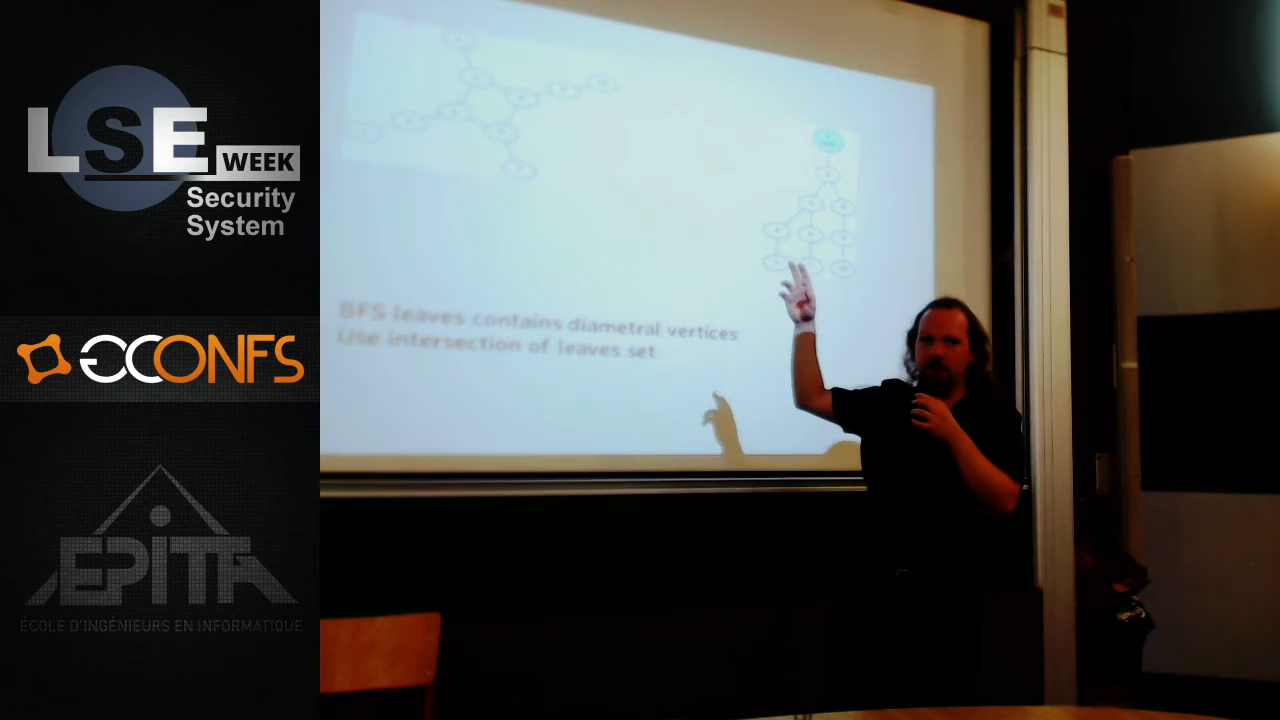 LSE
WEEK
Security
System
GCONFS
EPITA
ÉCOLE D'INGÉNIEURS EN INFORMATIQUE
BFS leaves contains diametral vertices
Use intersection of leaves set